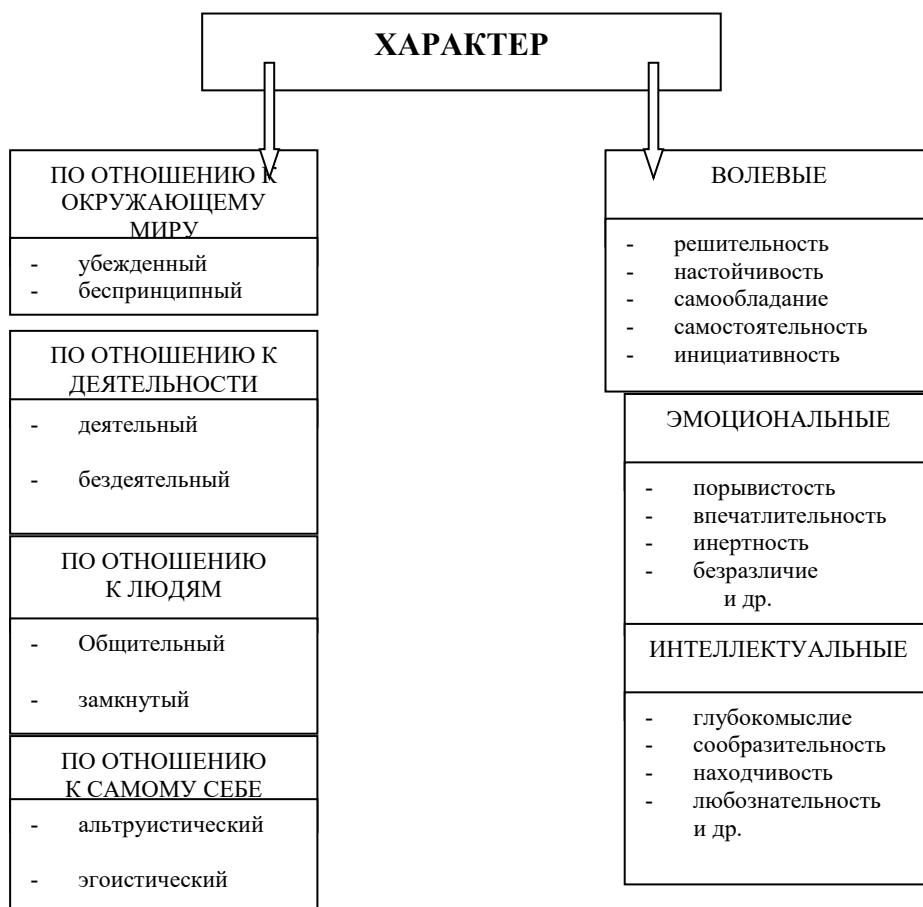 ХАРАКТЕР
ПО ОТНОШЕНИЮ К
ОКРУЖАЮЩЕМУ
МИРУ
- убежденный
- беспринципный
ПО ОТНОШЕНИЮ К
ДЕЯТЕЛЬНОСТИ
- деятельный
- бездеятельный
ПО ОТНОШЕНИЮ
К ЛЮДЯМ
- Общительный
- замкнутый
ПО ОТНОШЕНИЮ
К САМОМУ СЕБЕ
- альтруистический
- эгоистический
ВОЛЕВЫЕ
- решительность
- настойчивость
- самообладание
- самостоятельность
- инициативность
ЭМОЦИОНАЛЬНЫЕ
- порывистость
- впечатлительность
- инертность
- безразличие
и др.
ИНТЕЛЛЕКТУАЛЬНЫЕ
- глубокомыслие
- сообразительность
- находчивость
- любознательность
и др.